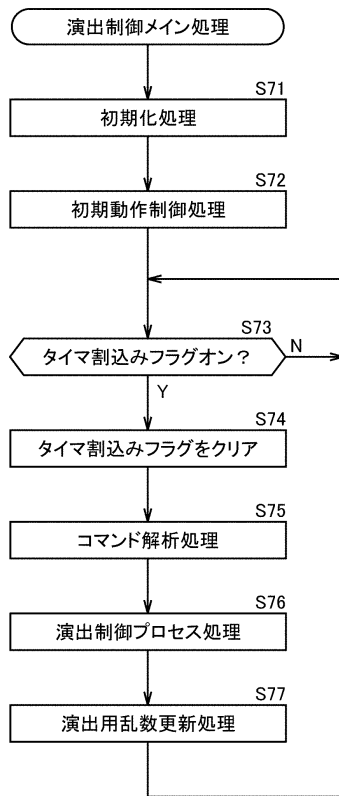 演出制御メイン処理
S71
初期化処理
S72
初期動作制御処理
S73
タイマ割込みフラグオン？
N
Y
S74
タイマ割込みフラグをクリア
S75
コマンド解析処理
S76
演出制御プロセス処理
S77
演出用乱数更新処理